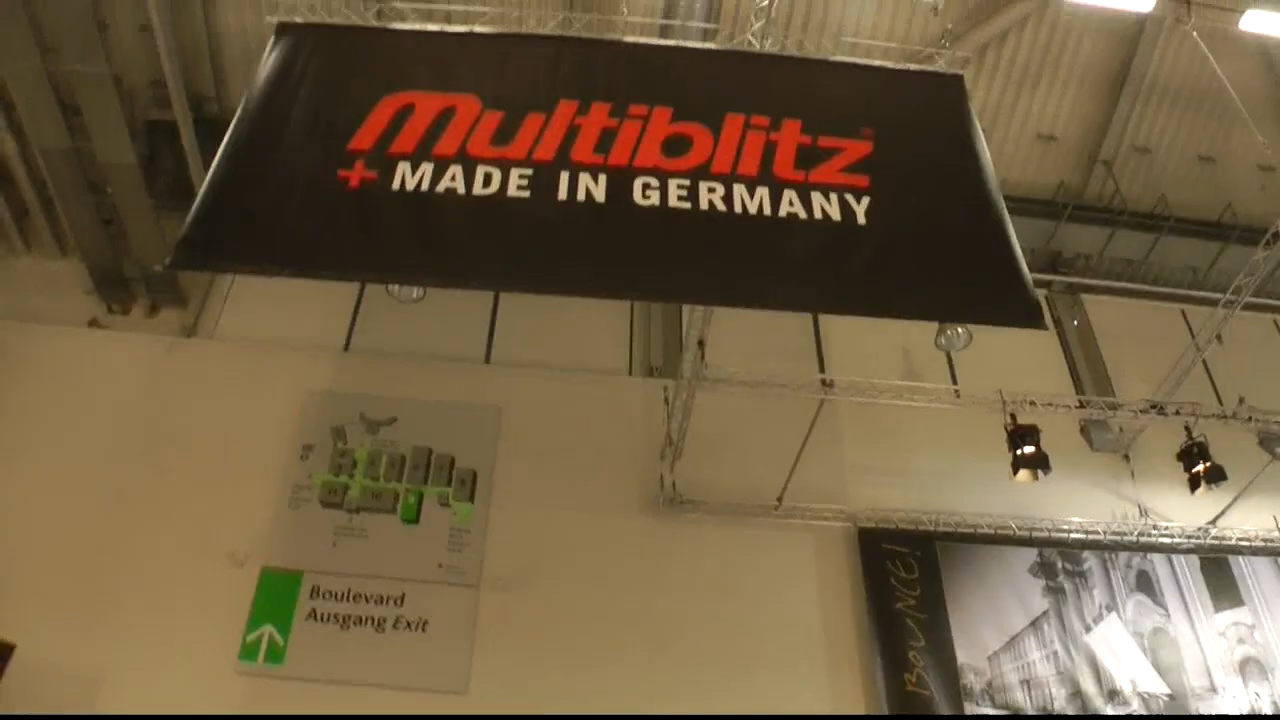 Multiblitz
+ MADE IN GERMANY
Boulevard
Ausgang Exit
BOUNCE!